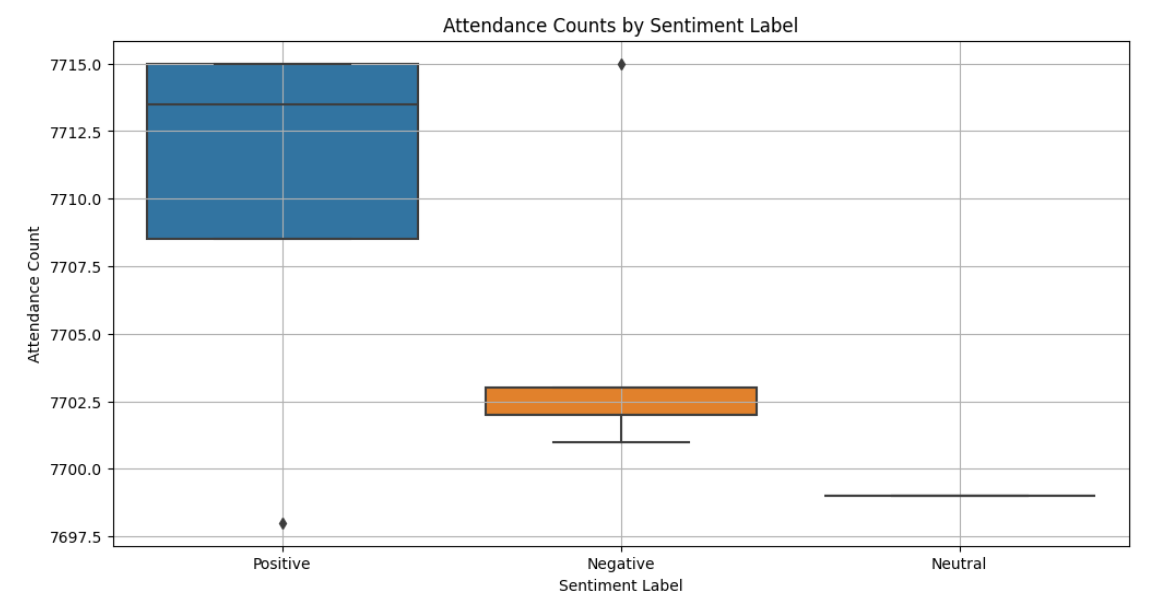 Attendance Counts by Sentiment Label
7715.0
7712.5
7710.0
7707.5
7705.0
7702.5
7700.0
7697.5
Attendance Count
Positive
Negative
Neutral
Sentiment Label